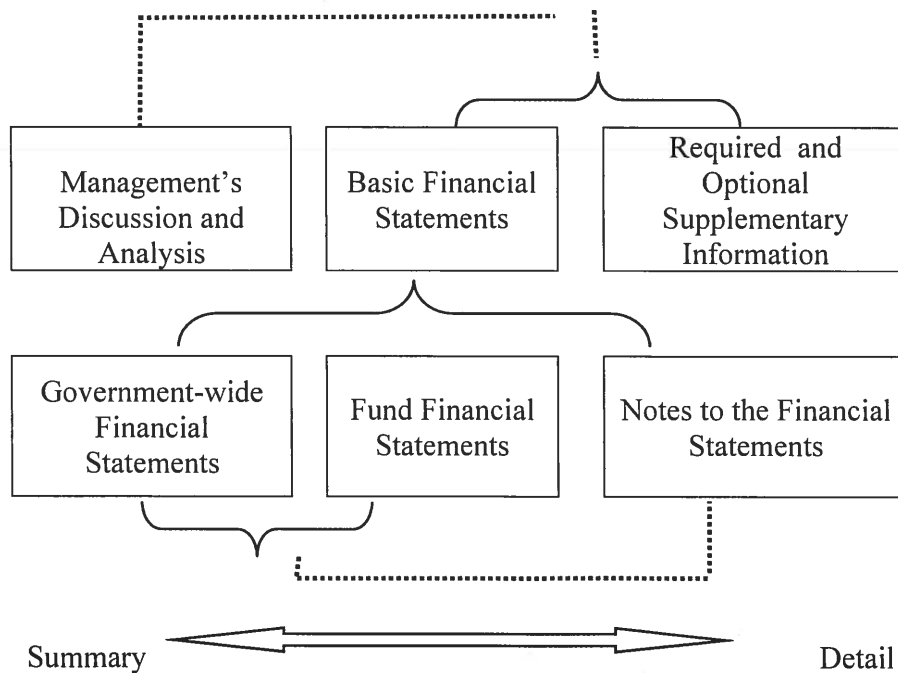 Management’s
Discussion and
Analysis
Basic Financial
Statements
Required and
Optional
Supplementary
Information
Government-wide
Financial
Statements
Fund Financial
Statements
Notes to the Financial
Statements
Summary
Detail